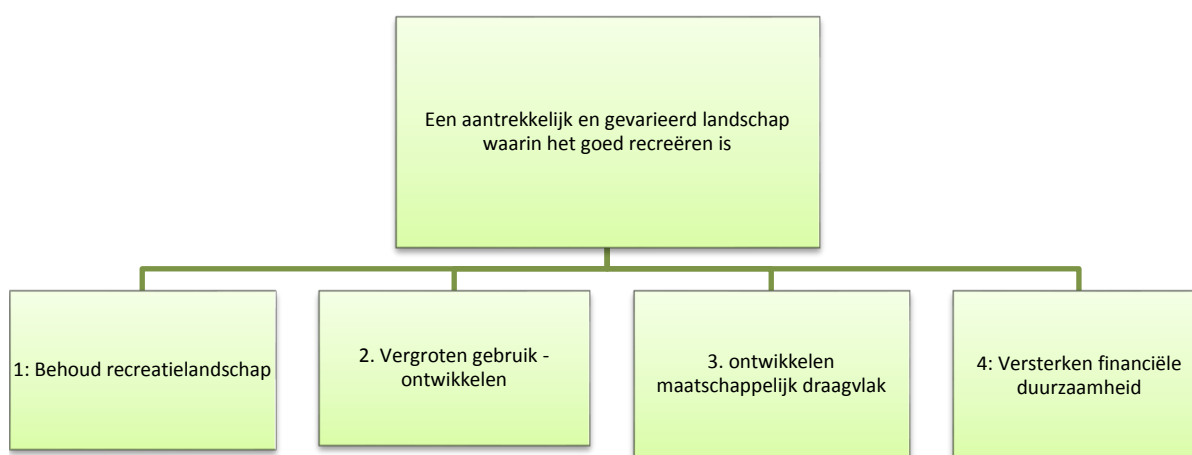 Een aantrekkelijk en gevarieerd landschap
waarin het goed recreëren is
1: Behoud recreatielandschap
2. Vergroten gebruik -
ontwikkelen
3. ontwikkelen
maatschappelijk draagvlak
4: Versterken financiële
duurzaamheid